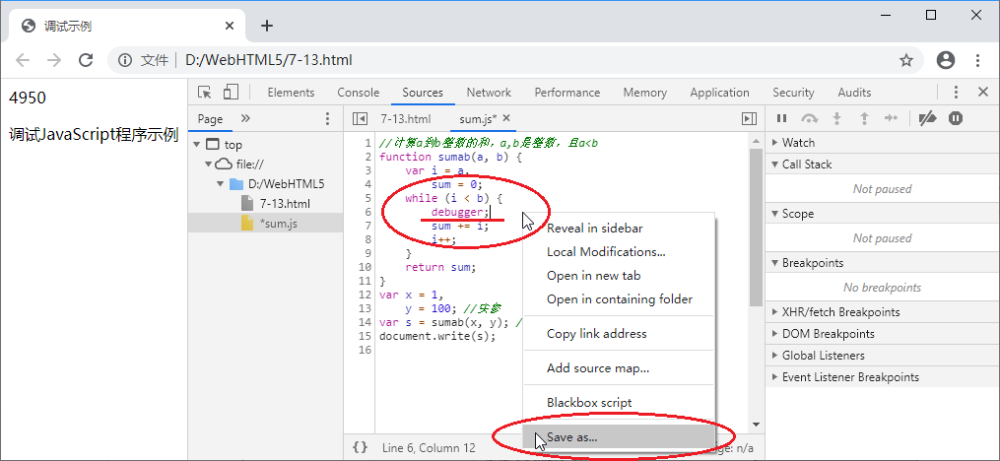 调试示例
文件 D:/WebHTML5/7-13.html
4950
调试JavaScript程序示例
Elements Console Sources Network Performance Memory Application Security Audits
Page »
top
file://
D:/WebHTML5
7-13.html
*sum.js
7-13.html sum.js*
1 //计算a到b整数的和，a,b是整数，且a<b
2 function sumab(a, b) {
3 var i = a,
4 sum = 0;
5 while (i < b) {
6 debugger;
7 sum += i;
8 i++;
9 }
10 return sum;
11 }
12 var x = 1,
13 y = 100; //实参
14 var s = sumab(x, y); /
15 document.write(s);
16
Reveal in sidebar
Local Modifications...
Open in new tab
Open in containing folder
Copy link address
Add source map...
Blackbox script
Save as...
{ } Line 6, Column 12
n/a
Watch
Call Stack
Not paused
Scope
Not paused
Breakpoints
No breakpoints
XHR/fetch Breakpoints
DOM Breakpoints
Global Listeners
Event Listener Breakpoints